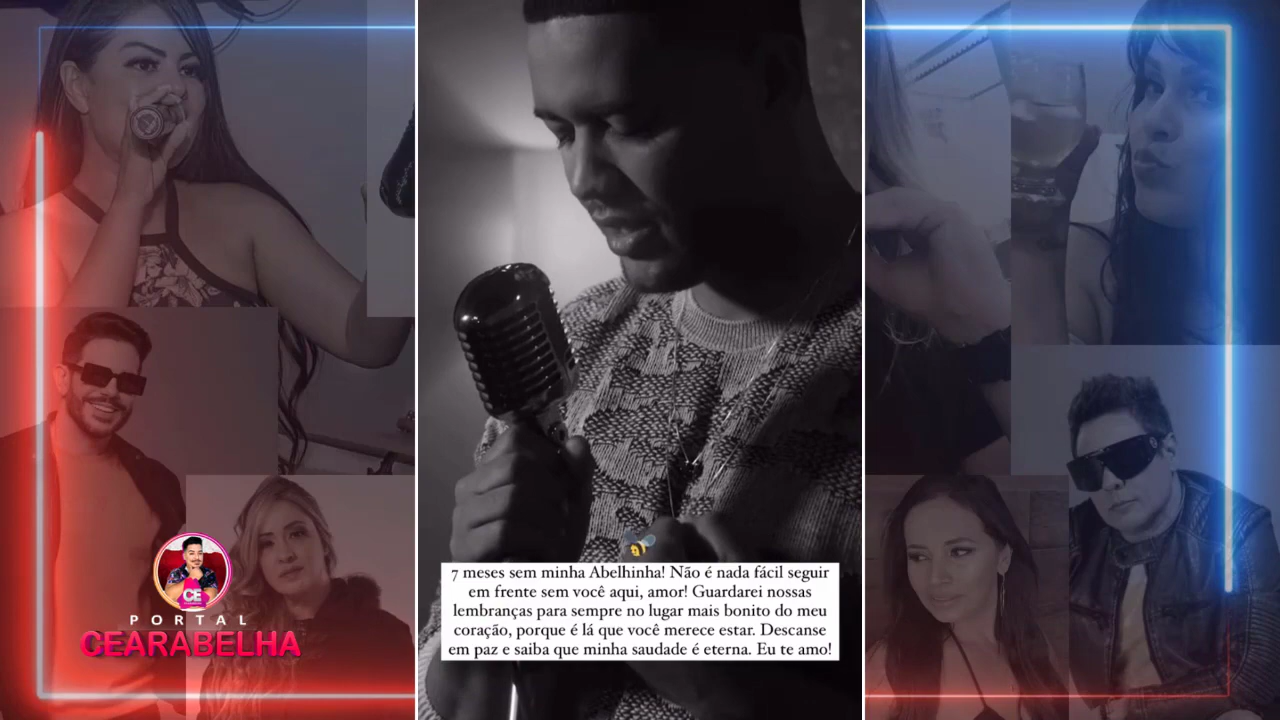 7 meses sem minha Abelhinha! Não é nada fácil seguir
em frente sem você aqui, amor! Guardarei nossas
lembranças para sempre no lugar mais bonito do meu
coração, porque é lá que você merece estar. Descanse
em paz e saiba que minha saudade é eterna. Eu te amo!
CE
PORTAL
CEARABELHA